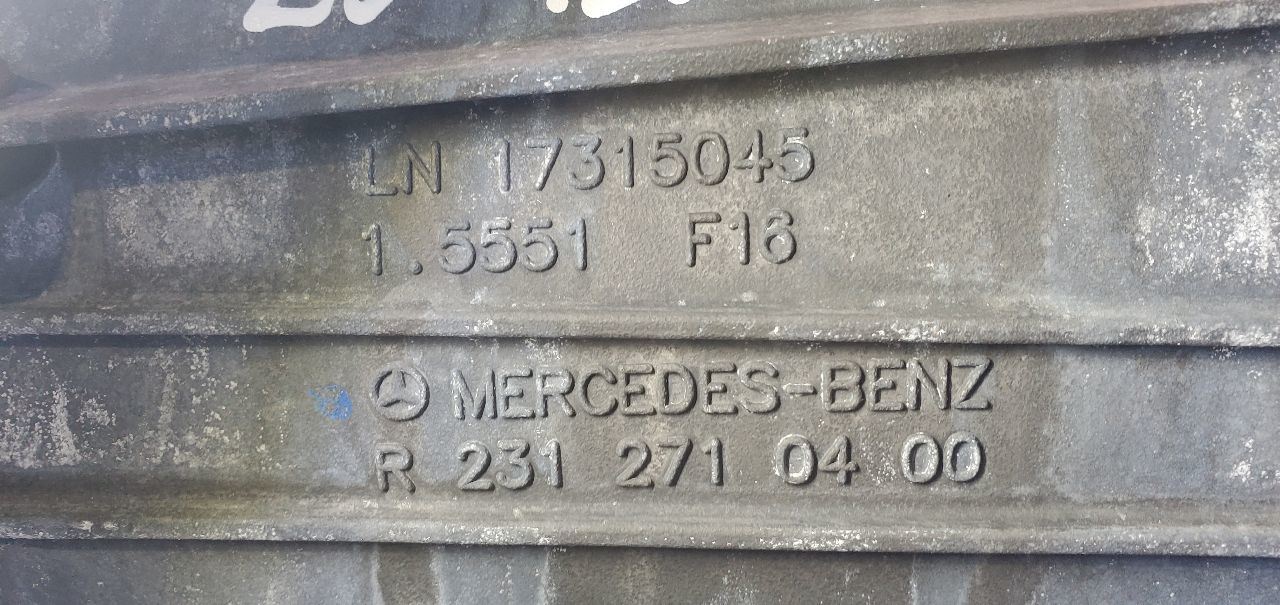 LN 17315045
1.5551 F16
MERCEDES-BENZ
R 231 271 04 00